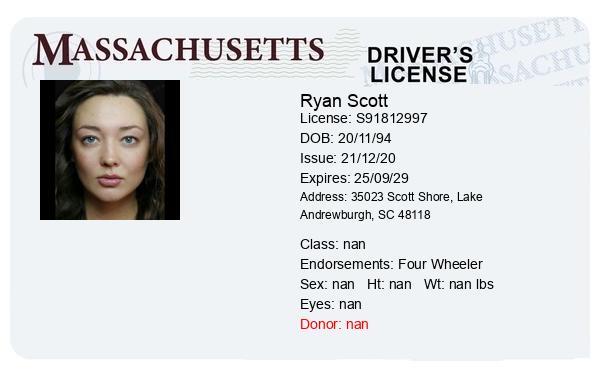 MASSACHUSETTS
DRIVER'S
LICENSE
Ryan Scott
License: S91812997
DOB: 20/11/94
Issue: 21/12/20
Expires: 25/09/29
Address: 35023 Scott Shore, Lake
Andrewburgh, SC 48118
Class: nan
Endorsements: Four Wheeler
Sex: nan Ht: nan Wt: nan lbs
Eyes: nan
Donor: nan